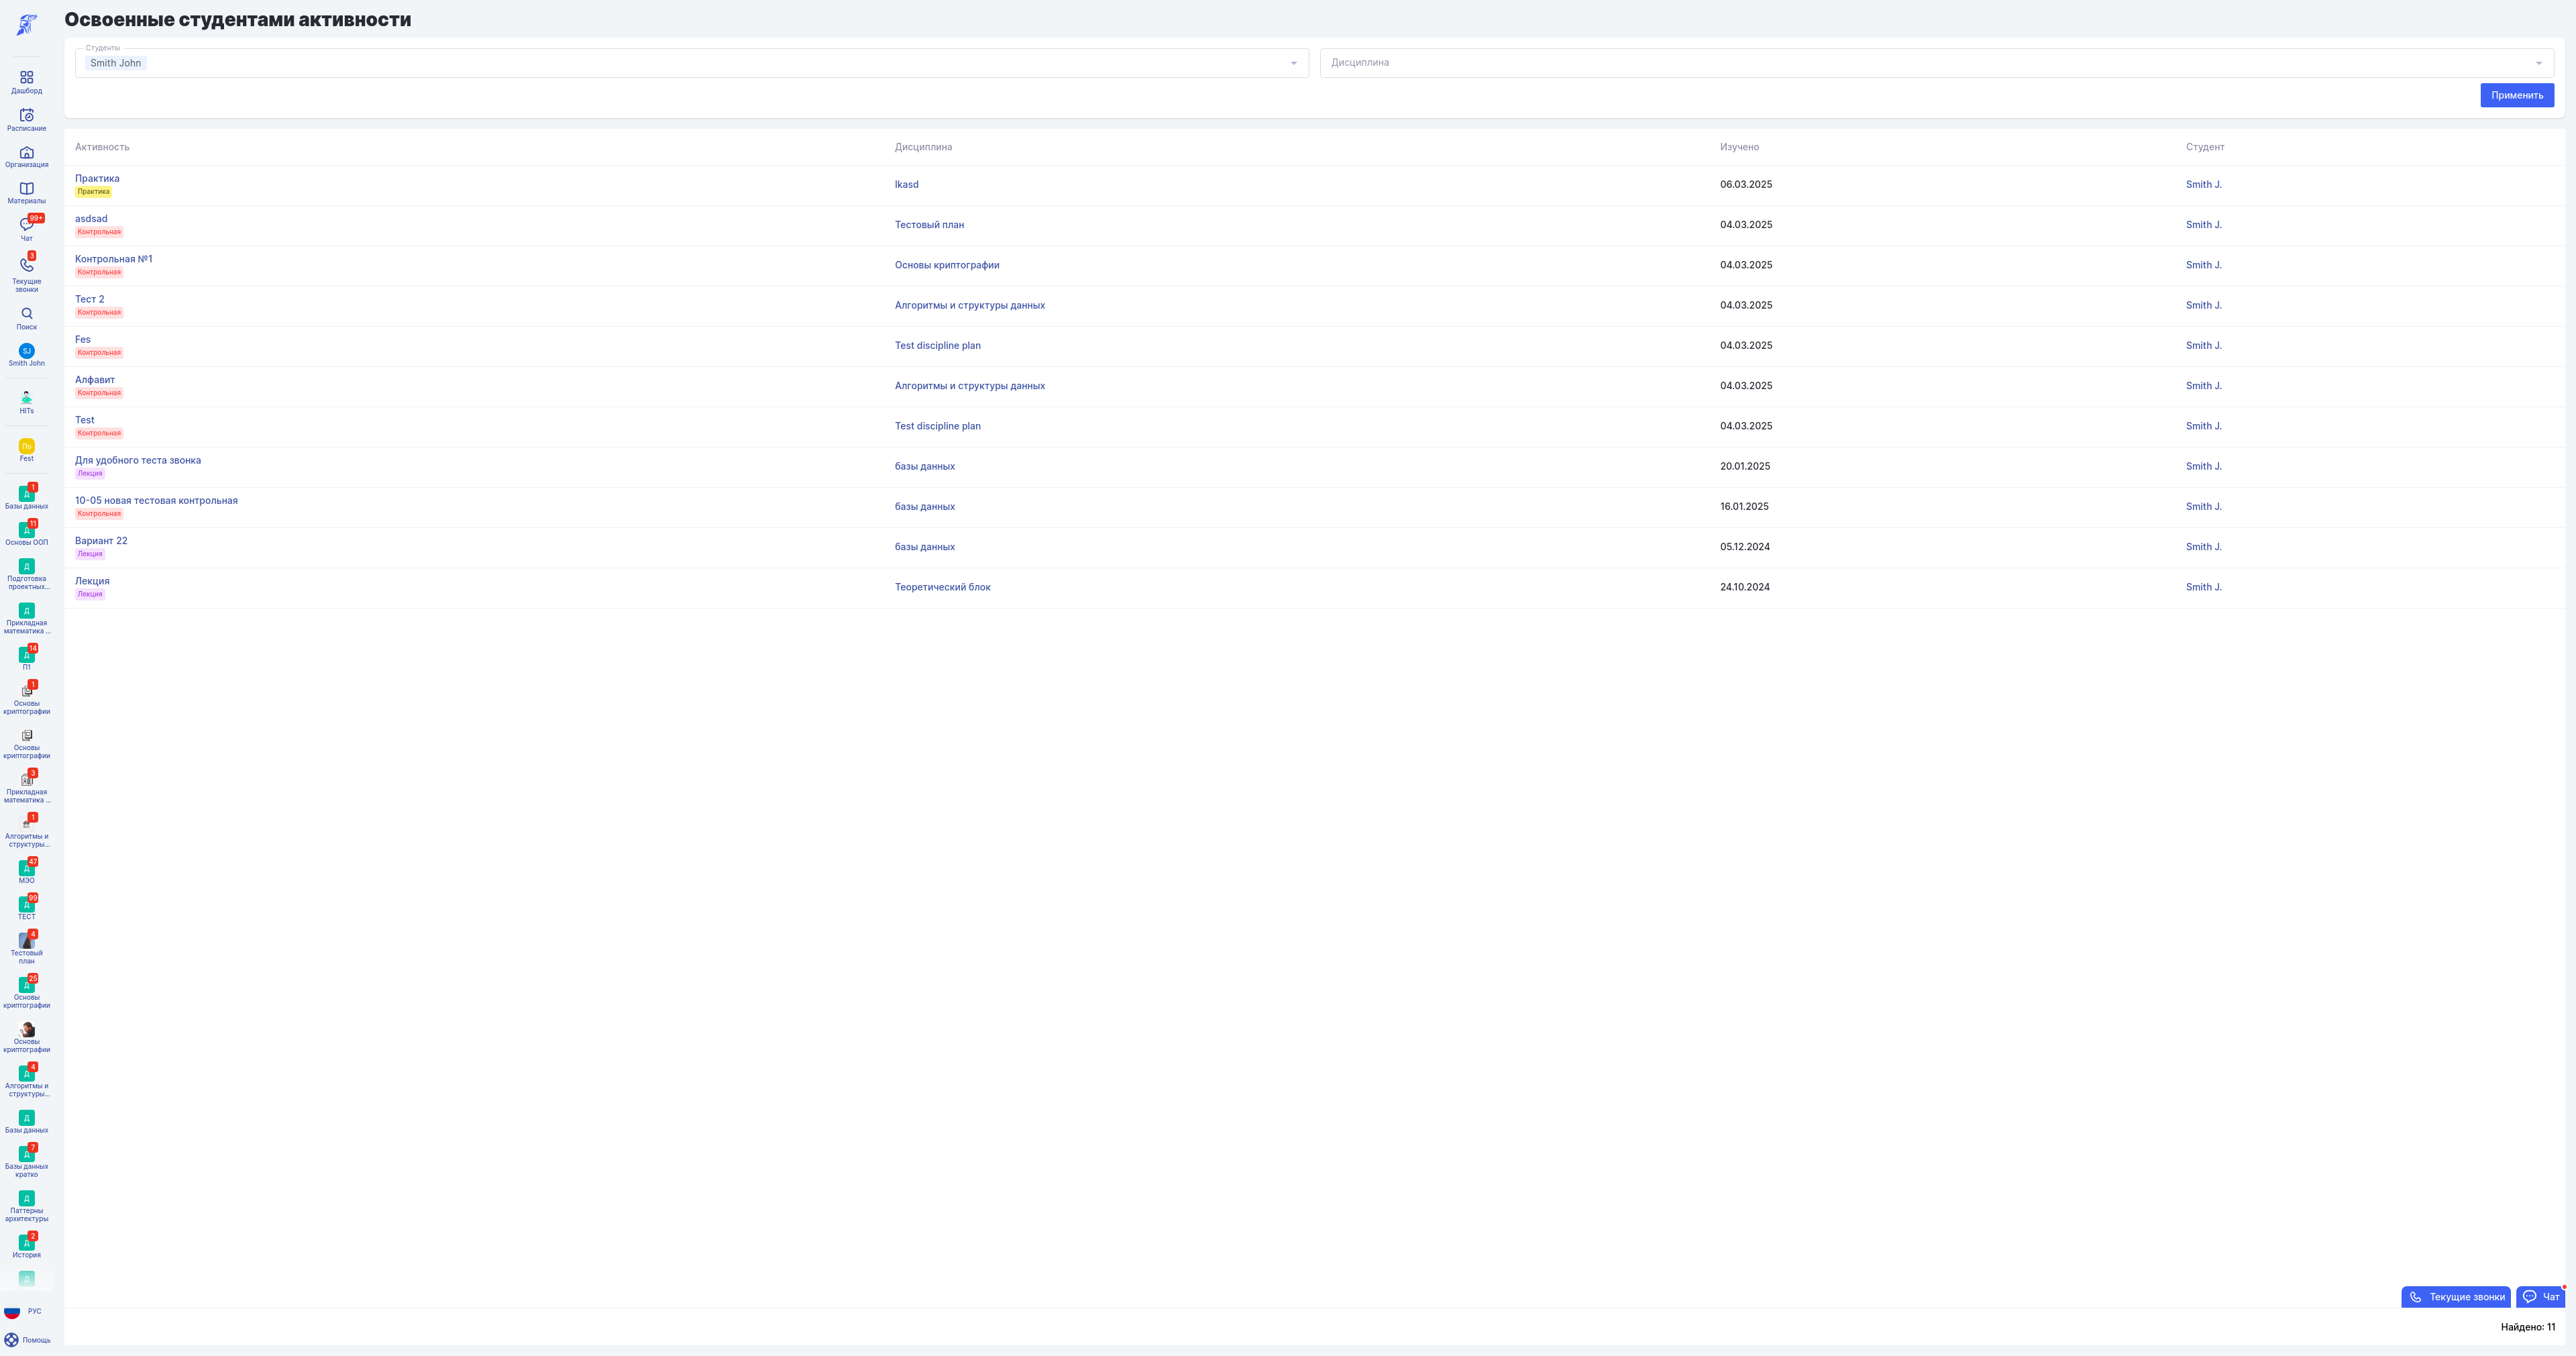 Освоенные студентами активности
Студенты
Smith John
Дисциплина
Применить
Активность Дисциплина Изучено Студент
Практика
Практика
lkasd 06.03.2025 Smith J.
asdsad
Контрольная
Тестовый план 04.03.2025 Smith J.
Контрольная №1
Контрольная
Основы криптографии 04.03.2025 Smith J.
Тест 2
Контрольная
Алгоритмы и структуры данных 04.03.2025 Smith J.
Fes
Контрольная
Test discipline plan 04.03.2025 Smith J.
Алфавит
Контрольная
Алгоритмы и структуры данных 04.03.2025 Smith J.
Test
Контрольная
Test discipline plan 04.03.2025 Smith J.
Для удобного теста звонка
Лекция
базы данных 20.01.2025 Smith J.
10-05 новая тестовая контрольная
Контрольная
базы данных 16.01.2025 Smith J.
Вариант 22
Лекция
базы данных 05.12.2024 Smith J.
Лекция
Лекция
Теоретический блок 24.10.2024 Smith J.
Текущие звонки
Чат
Найдено: 11
Дашборд
Расписание
Организация
Материалы
99+
Чат
3
Текущие
звонки
Поиск
SJ
Smith John
HITs
По
Fest
Д 1
Базы данных
Д 11
Основы ООП
Д
Подготовка
проектных...
Д
Прикладная
математика ...
Д 14
П1
1
Основы
криптографии
Основы
криптографии
3
Прикладная
математика ...
1
Алгоритмы и
структуры...
Д 47
МЭО
Д 99
ТЕСТ
4
Тестовый
план
Д 25
Основы
криптографии
Основы
криптографии
Д 4
Алгоритмы и
структуры...
Д
Базы данных
Д 7
Базы данных
кратко
Д
Паттерны
архитектуры
Д 2
История
Д
РУС
Помощь